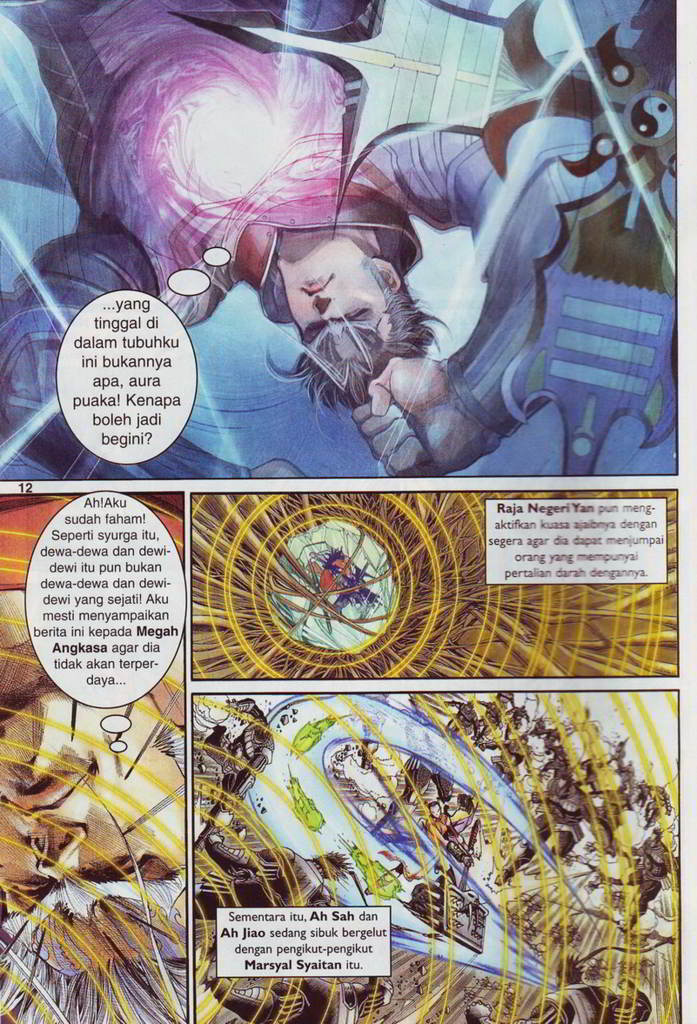 ...yang
tinggal di
dalam tubuhku
ini bukannya
apa, aura
puaka! Kenapa
boleh jadi
begini?
12
Ah!Aku
sudah faham!
Seperti syurga itu,
dewa-dewa dan dewi-
dewi itu pun bukan
dewa-dewa dan dewi-
dewi yang sejati! Aku
mesti menyampaikan
berita ini kepada Megah
Angkasa agar dia
tidak akan terper-
daya...
Raja Negeri Yan pun meng-
aktifkan kuasa ajaibnya dengan
segera agar dia dapat menjumpai
orang yang mempunyai
pertalian darah dengannya.
Sementara itu, Ah Sah dan
Ah Jiao sedang sibuk bergelut
dengan pengikut-pengikut
Marsyal Syaitan itu.